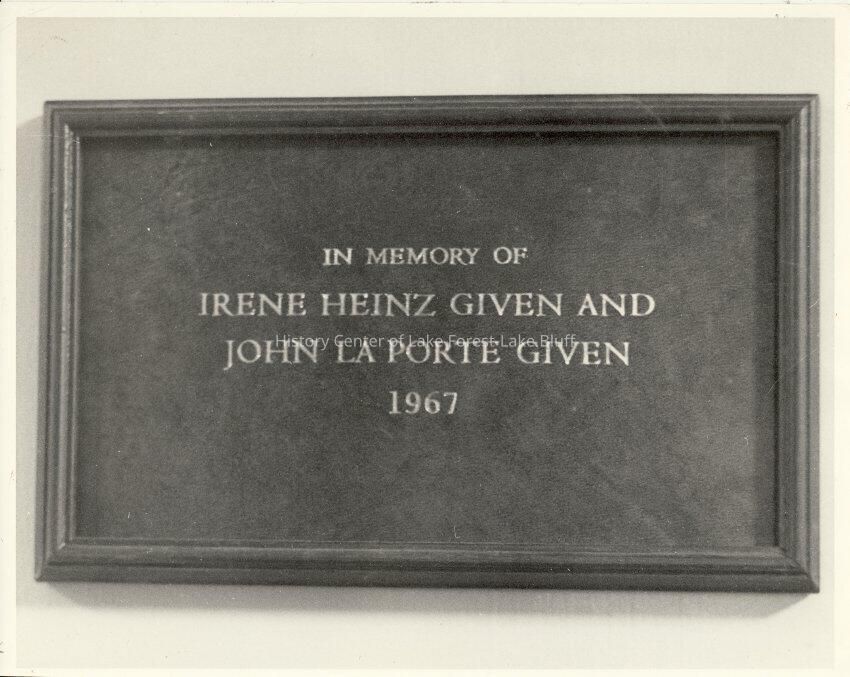 IN MEMORY OF
IRENE HEINZ GIVEN AND
History Center of Lake Forest-Lake Bluff
JOHN LA PORTE GIVEN
1967